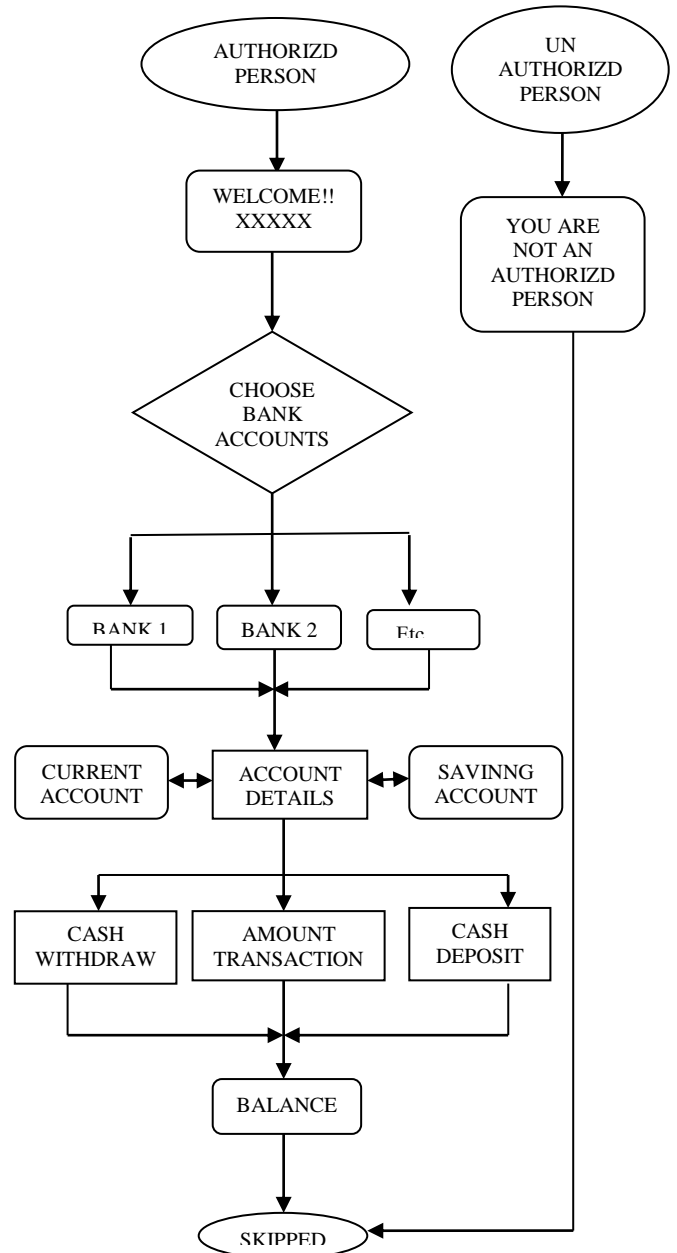 AUTHORIZD
PERSON
UN
AUTHORIZD
PERSON
WELCOME!!
XXXXX
YOU ARE
NOT AN
AUTHORIZD
PERSON
CHOOSE
BANK
ACCOUNTS
BANK 1
BANK 2
Etc
CURRENT
ACCOUNT
ACCOUNT
DETAILS
SAVINNG
ACCOUNT
CASH
WITHDRAW
AMOUNT
TRANSACTION
CASH
DEPOSIT
BALANCE
SKIPPED